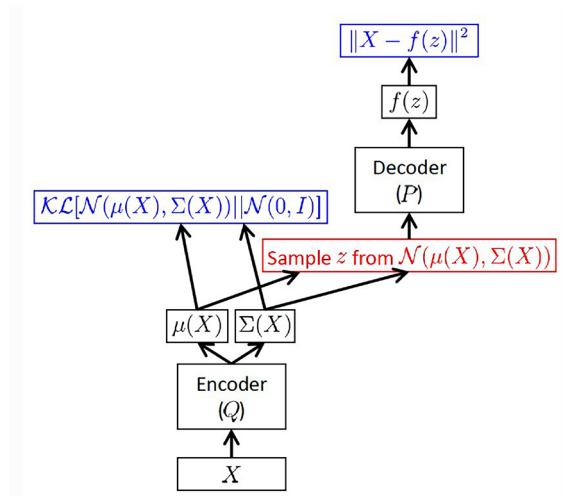 ‖X − f(z)‖²
f(z)
Decoder
(P)
𝒦ℒ[𝒩(μ(X), Σ(X))||𝒩(0, I)]
Sample z from 𝒩(μ(X), Σ(X))
μ(X) Σ(X)
Encoder
(Q)
X